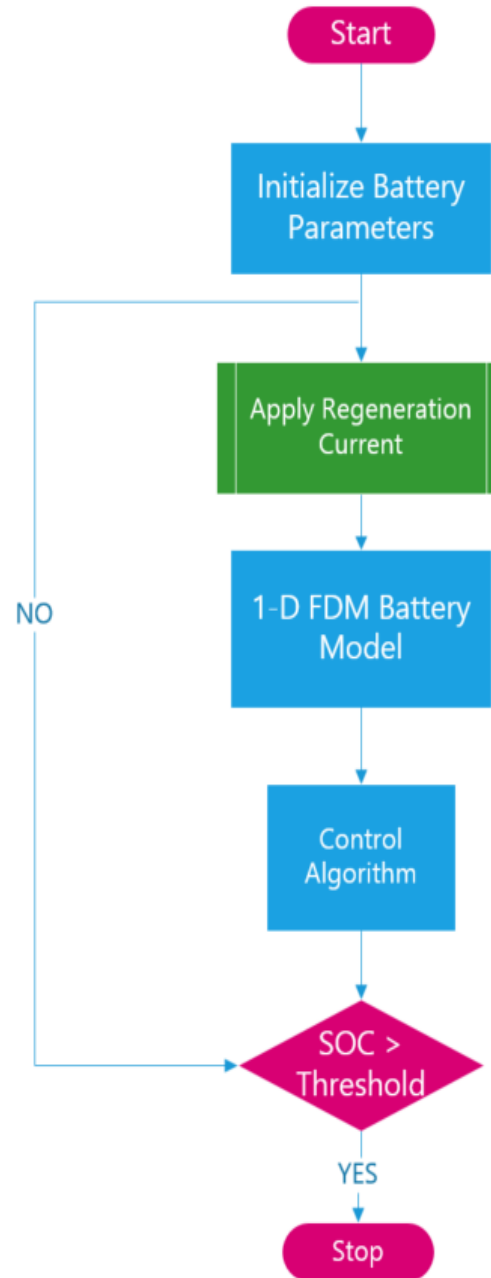 Start
Initialize Battery
Parameters
Apply Regeneration
Current
1-D FDM Battery
Model
NO
Control
Algorithm
SOC >
Threshold
YES
Stop